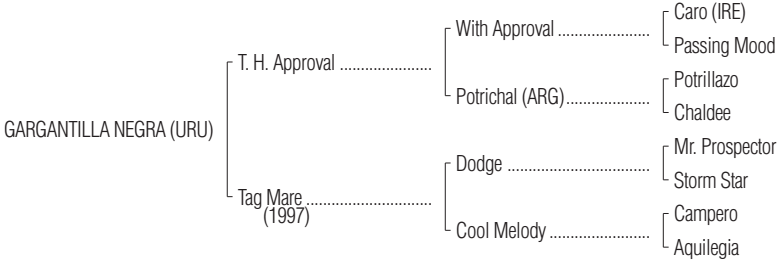 Caro (IRE)
With Approval ........................
Passing Mood
T. H. Approval ........................
Potrillazo
Potrichal (ARG)......................
Chaldee
GARGANTILLA NEGRA (URU)
Mr. Prospector
Dodge .....................................
Storm Star
Tag Mare .................................
(1997)
Campero
Cool Melody ..........................
Aquilegia